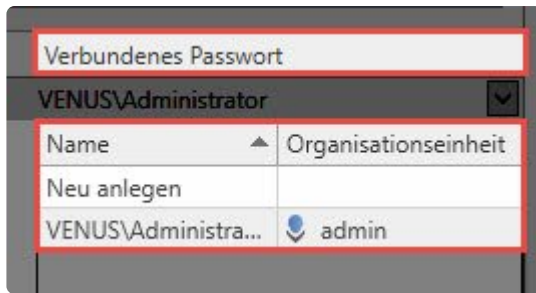 Verbundenes Passwort
VENUS\Administrator
Name Organisationseinheit
Neu anlegen
VENUS\Administra... admin